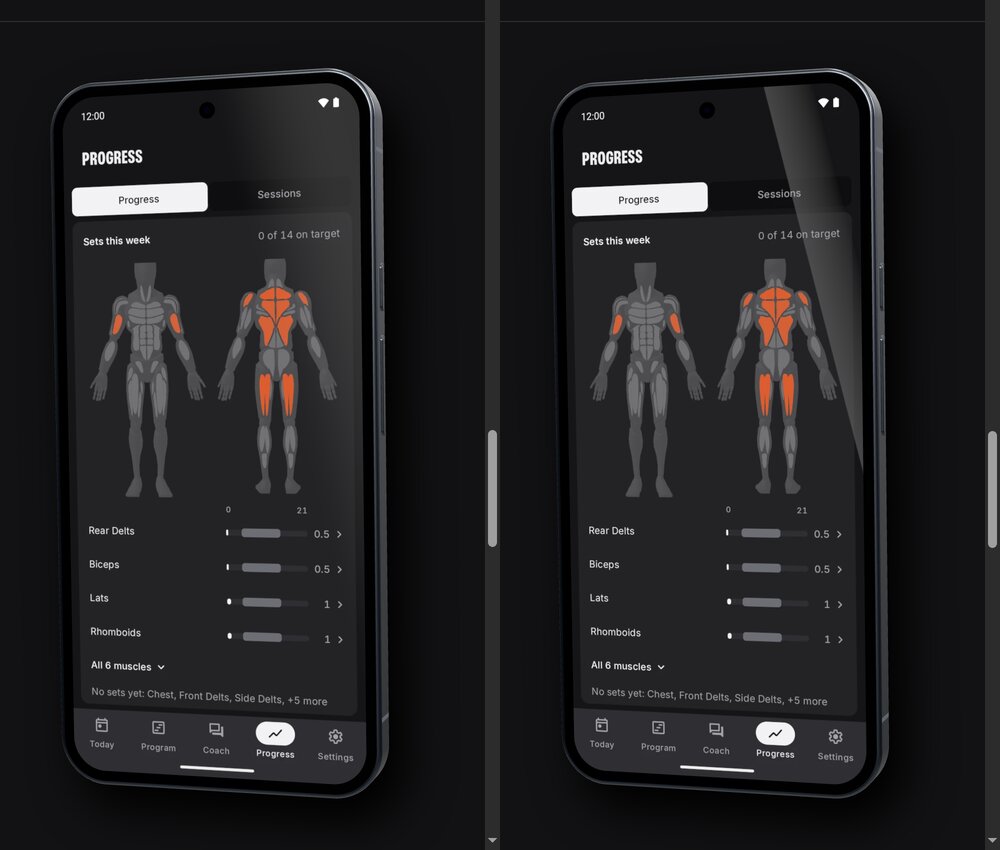 12:00
PROGRESS
Progress Sessions
Sets this week 0 of 14 on target
0 21
Rear Delts 0.5
Biceps 0.5
Lats 1
Rhomboids 1
All 6 muscles
No sets yet: Chest, Front Delts, Side Delts, +5 more
Today Program Coach Progress Settings
12:00
PROGRESS
Progress Sessions
Sets this week 0 of 14 on target
0 21
Rear Delts 0.5
Biceps 0.5
Lats 1
Rhomboids 1
All 6 muscles
No sets yet: Chest, Front Delts, Side Delts, +5 more
Today Program Coach Progress Settings